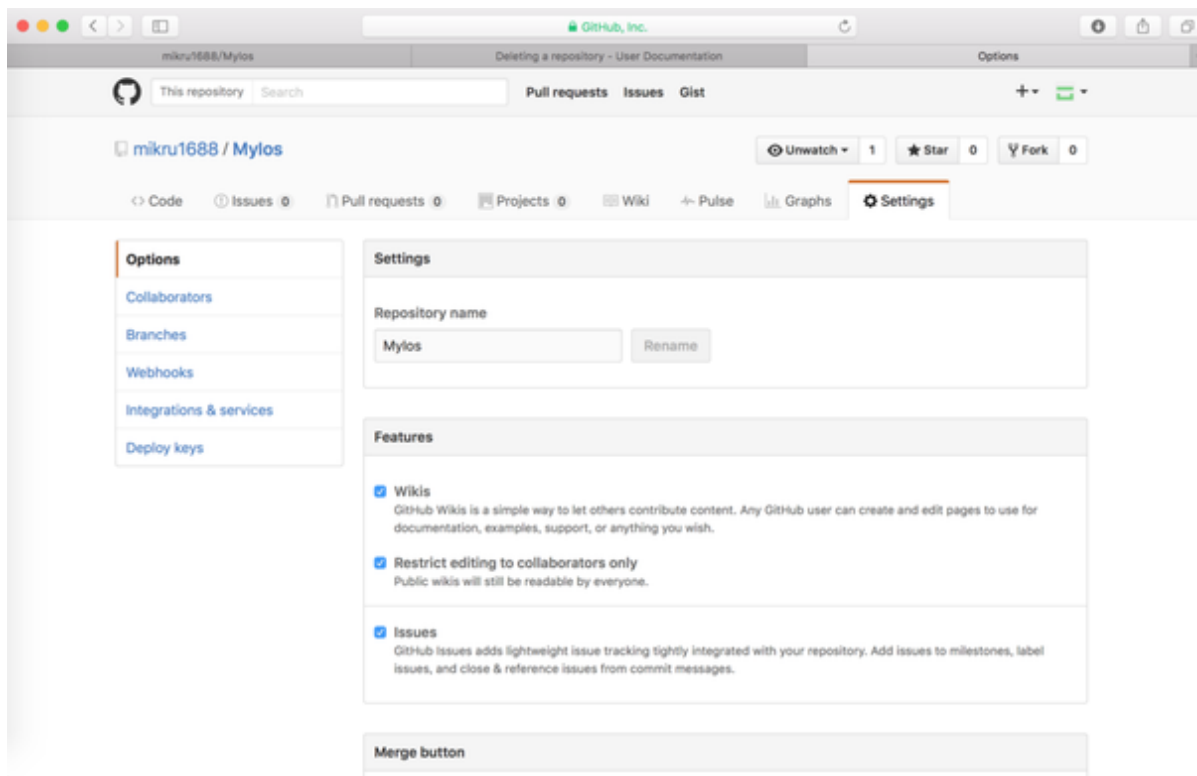 GitHub, Inc.
mikru1688/Mylos
Deleting a repository - User Documentation
Options
This repository Search Pull requests Issues Gist
mikru1688 / Mylos
Unwatch 1 Star 0 Fork 0
Code Issues 0 Pull requests 0 Projects 0 Wiki Pulse Graphs Settings
Options
Collaborators
Branches
Webhooks
Integrations & services
Deploy keys
Settings
Repository name
Mylos Rename
Features
Wikis
GitHub Wikis is a simple way to let others contribute content. Any GitHub user can create and edit pages to use for
documentation, examples, support, or anything you wish.
Restrict editing to collaborators only
Public wikis will still be readable by everyone.
Issues
GitHub Issues adds lightweight issue tracking tightly integrated with your repository. Add issues to milestones, label
issues, and close & reference issues from commit messages.
Merge button